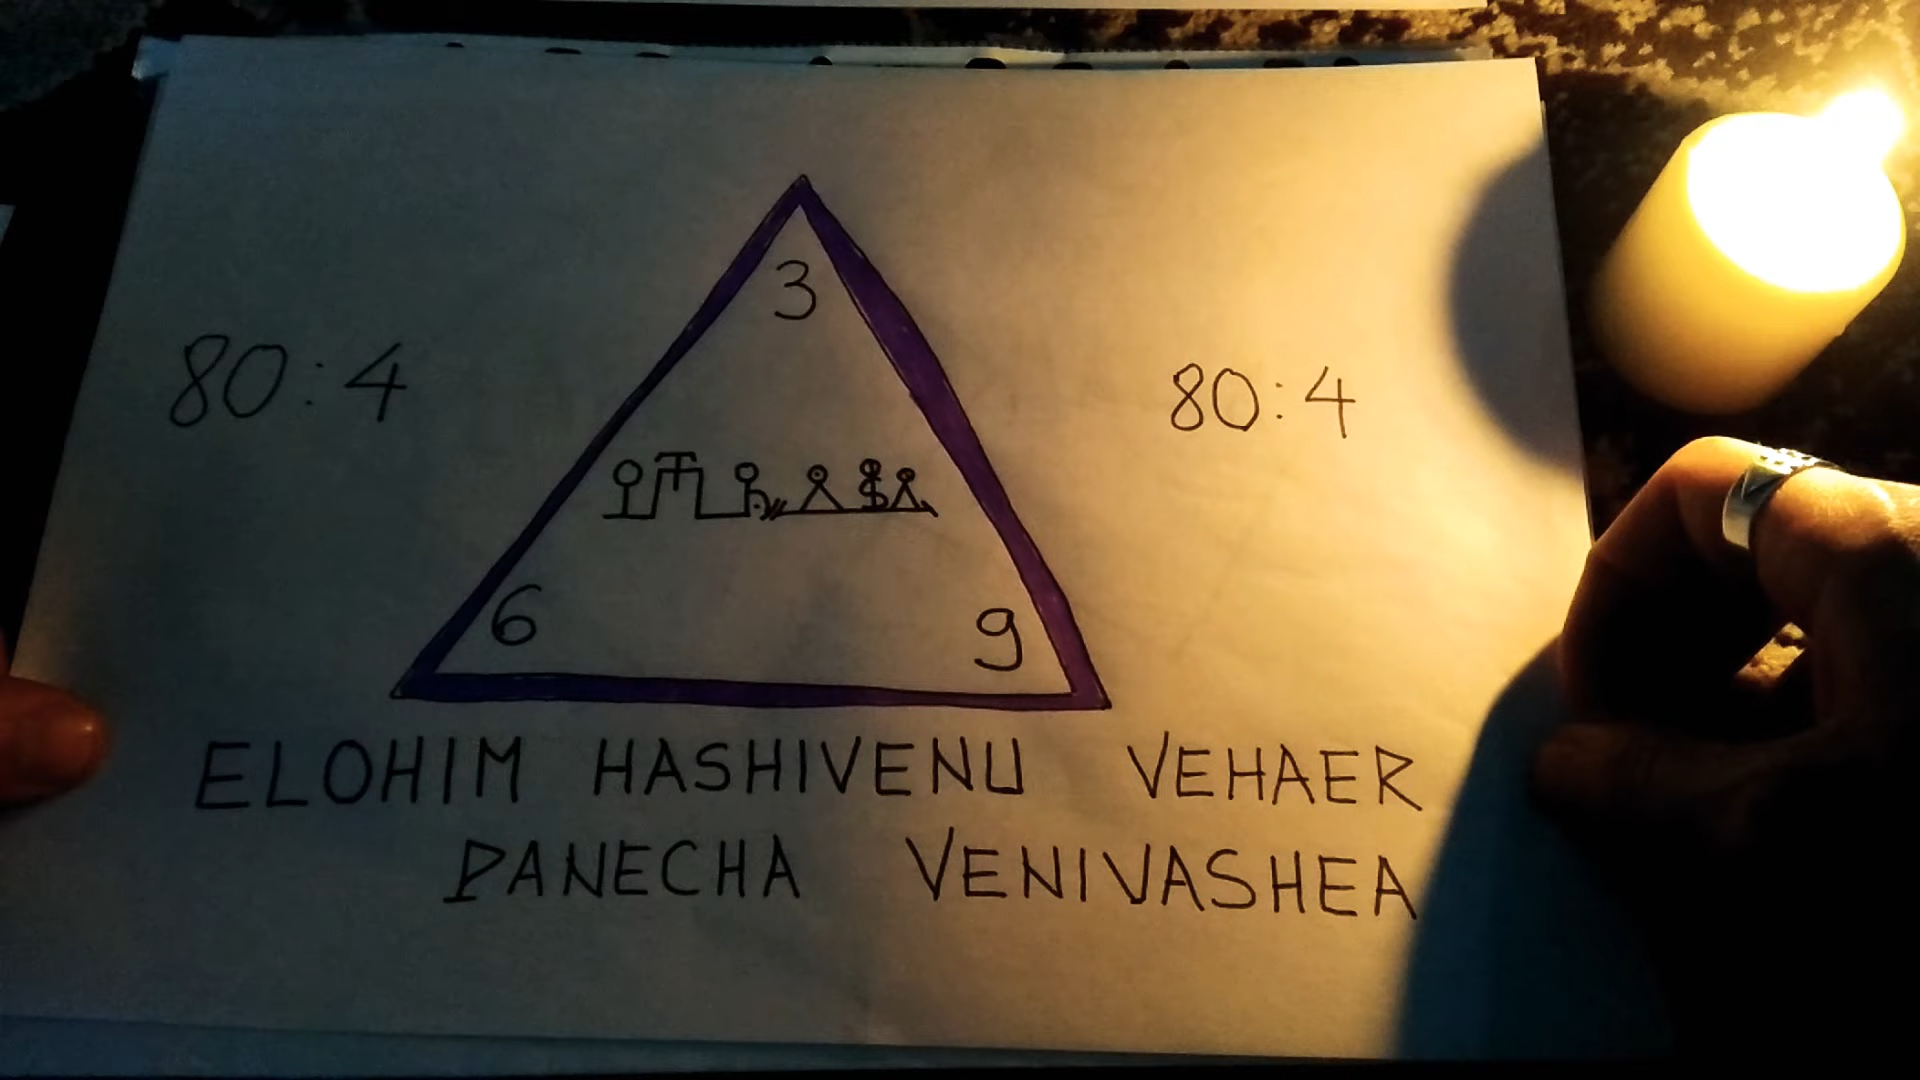 3
80:4
80:4
6
9
ELOHIM HASHIVENU VEHAER
PANECHA VENIVASHEA